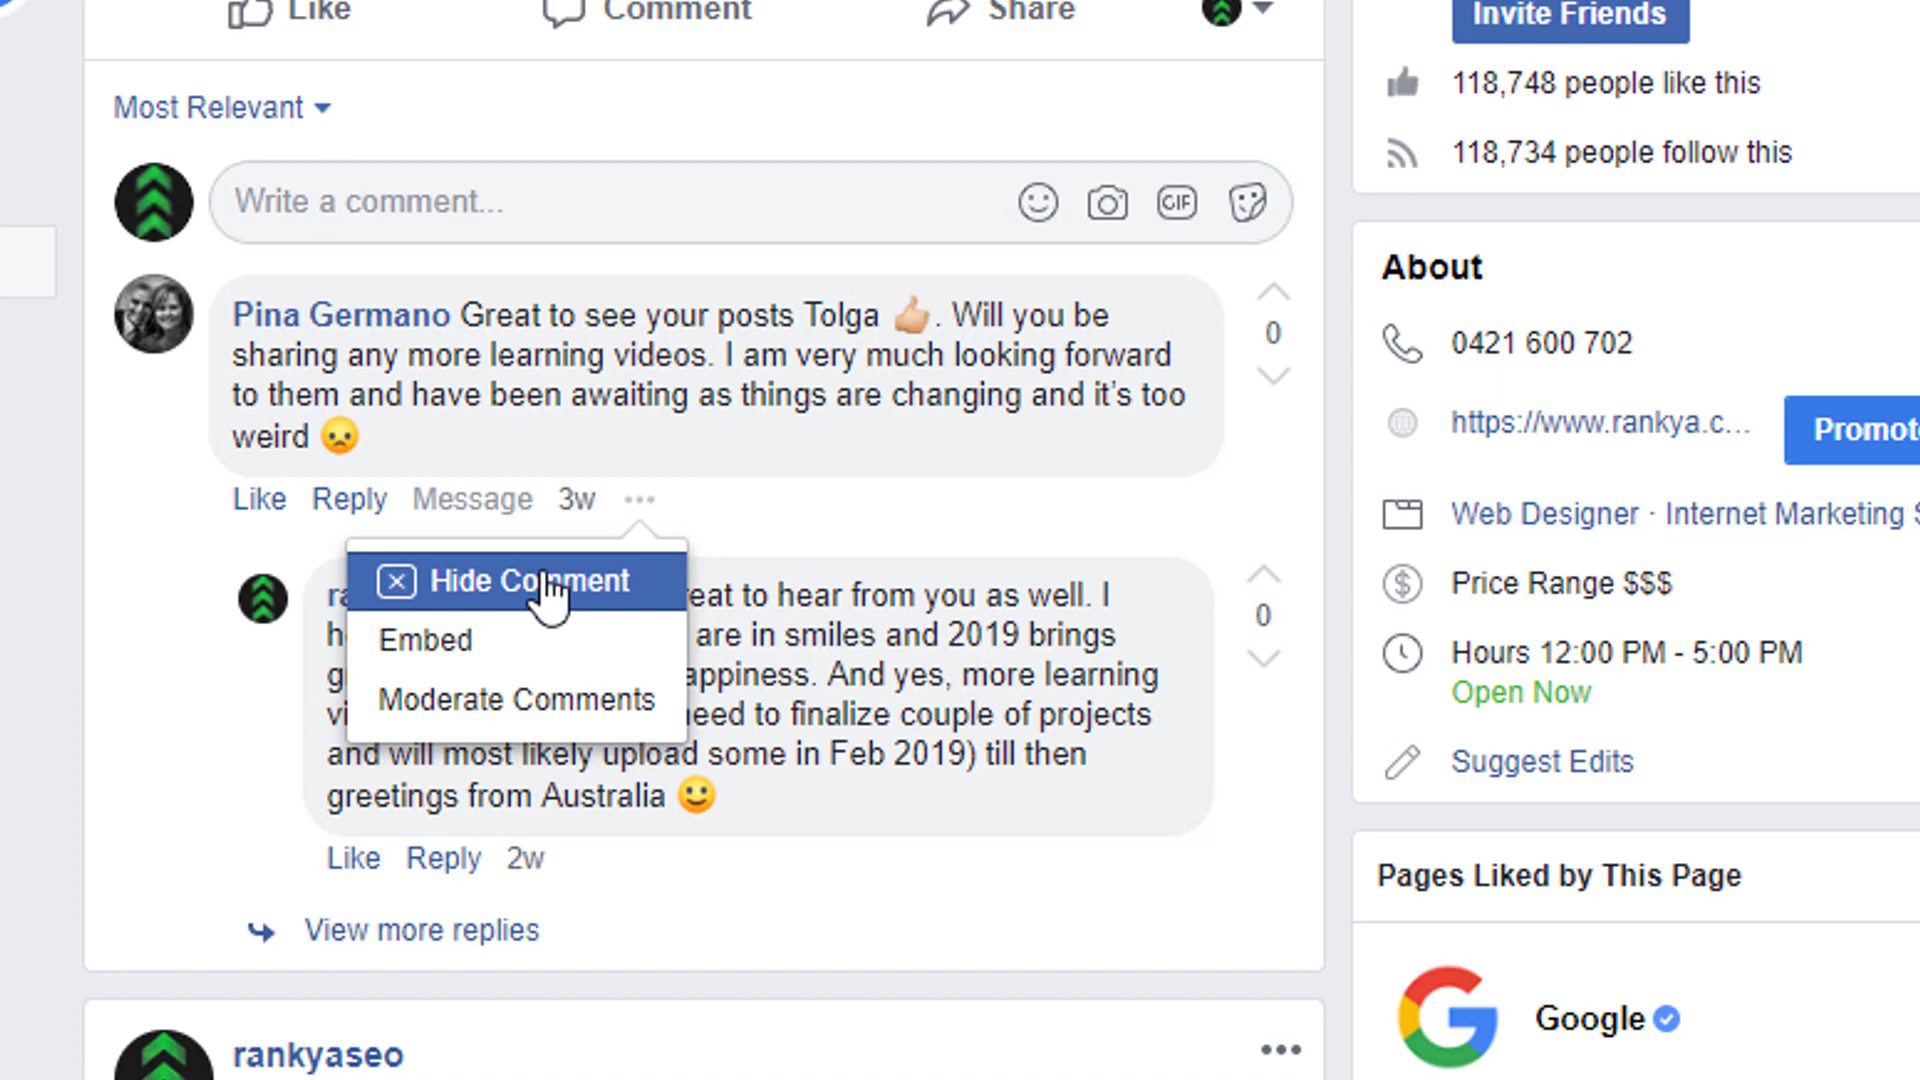 Like Comment Share
Invite Friends
118,748 people like this
118,734 people follow this
Most Relevant
Write a comment...
GIF
Pina Germano Great to see your posts Tolga 👍. Will you be
sharing any more learning videos. I am very much looking forward
to them and have been awaiting as things are changing and it's too
weird 😞
0
Like Reply Message 3w ...
Hide Comment
Embed
Moderate Comments
eat to hear from you as well. I
are in smiles and 2019 brings
appiness. And yes, more learning
need to finalize couple of projects
and will most likely upload some in Feb 2019) till then
greetings from Australia 🙂
0
Like Reply 2w
View more replies
rankyaseo
About
0421 600 702
https://www.rankya.c...
Promot
Web Designer · Internet Marketing S
Price Range $$$
Hours 12:00 PM - 5:00 PM
Open Now
Suggest Edits
Pages Liked by This Page
Google